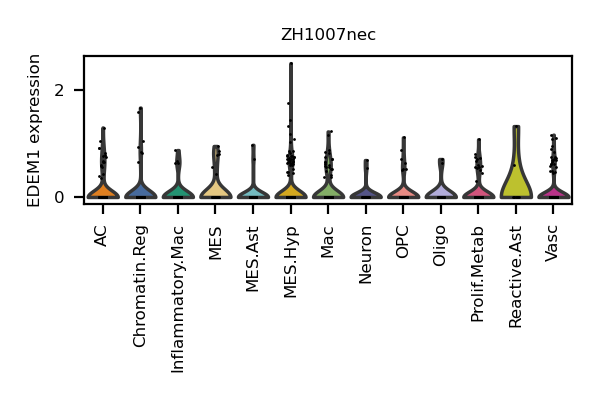 ZH1007nec
EDEM1 expression
2
0
AC
Chromatin.Reg
Inflammatory.Mac
MES
MES.Ast
MES.Hyp
Mac
Neuron
OPC
Oligo
Prolif.Metab
Reactive.Ast
Vasc